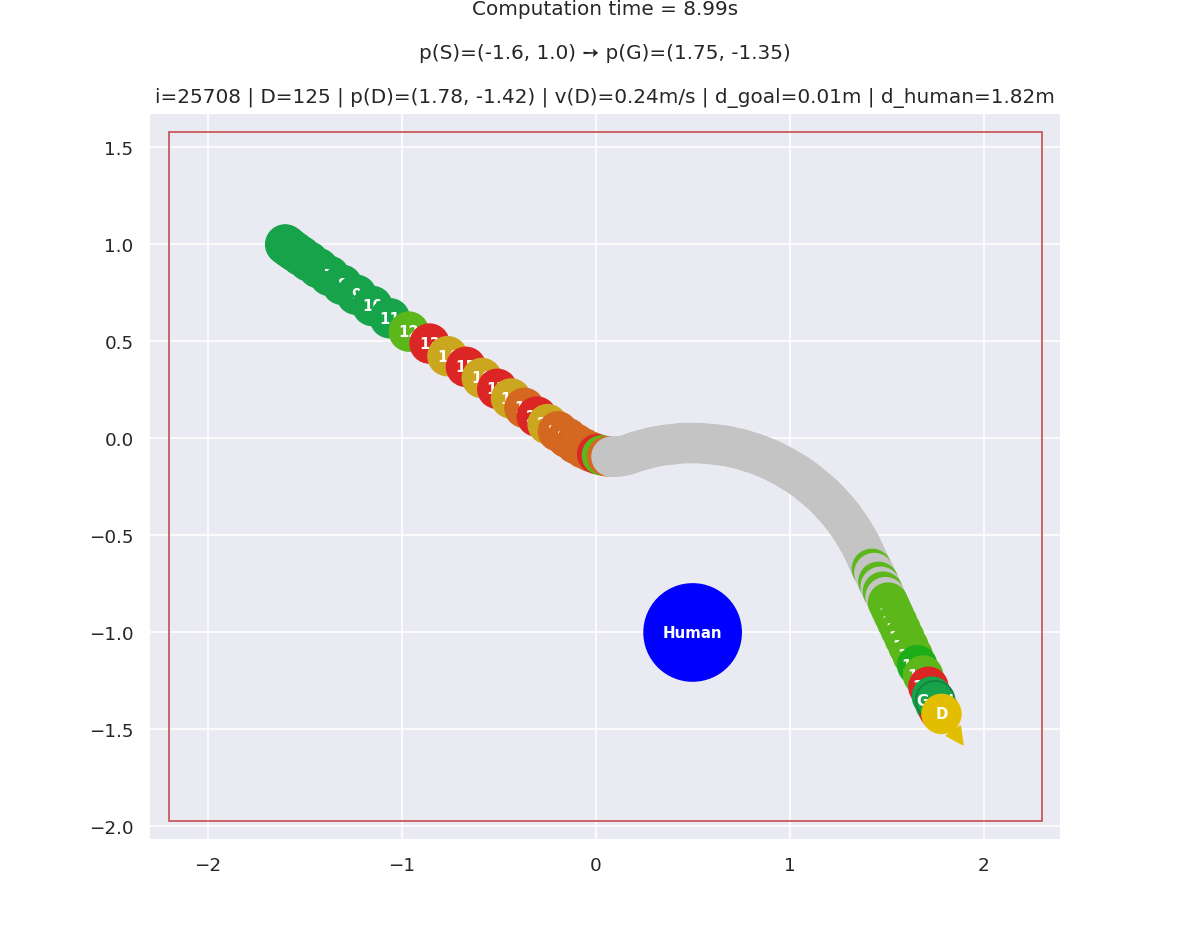 Computation time = 8.99s
p(S)=(-1.6, 1.0) → p(G)=(1.75, -1.35)
i=25708 | D=125 | p(D)=(1.78, -1.42) | v(D)=0.24m/s | d_goal=0.01m | d_human=1.82m
1.5
1.0
10
11
12
0.5
0.0
−0.5
−1.0
Human
G
D
−1.5
−2.0
−2
−1
0
1
2